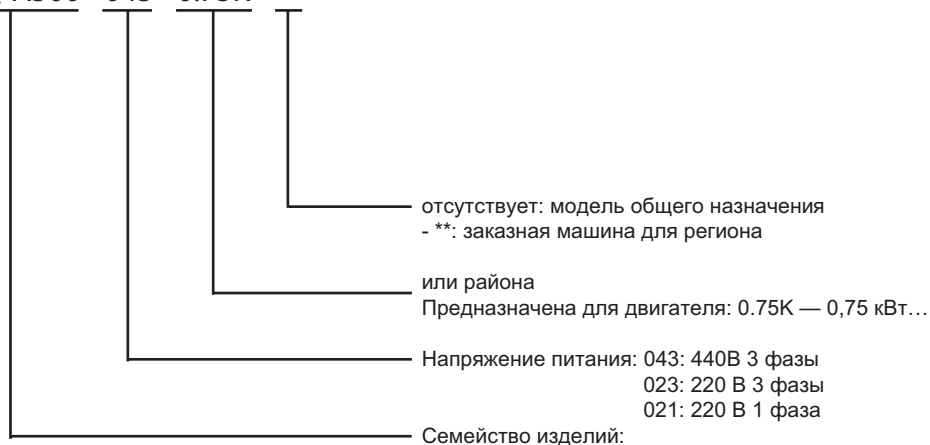 отсутствует: модель общего назначения
- **: заказная машина для региона
или района
Предназначена для двигателя: 0.75K — 0,75 кВт…
Напряжение питания: 043: 440В 3 фазы
023: 220 В 3 фазы
021: 220 В 1 фаза
Семейство изделий: